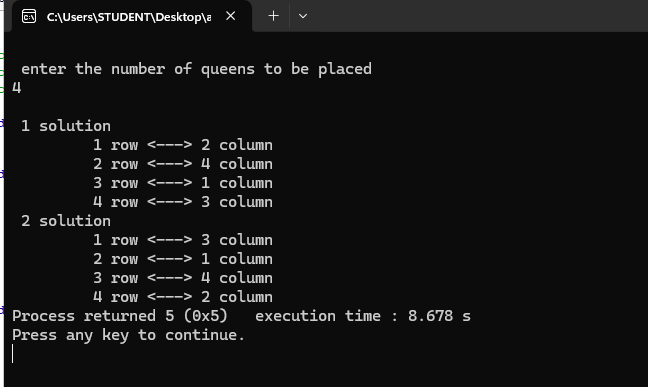 C:\Users\STUDENT\Desktop\a
enter the number of queens to be placed
4
1 solution
1 row <---> 2 column
2 row <---> 4 column
3 row <---> 1 column
4 row <---> 3 column
2 solution
1 row <---> 3 column
2 row <---> 1 column
3 row <---> 4 column
4 row <---> 2 column
Process returned 5 (0x5)   execution time : 8.678 s
Press any key to continue.